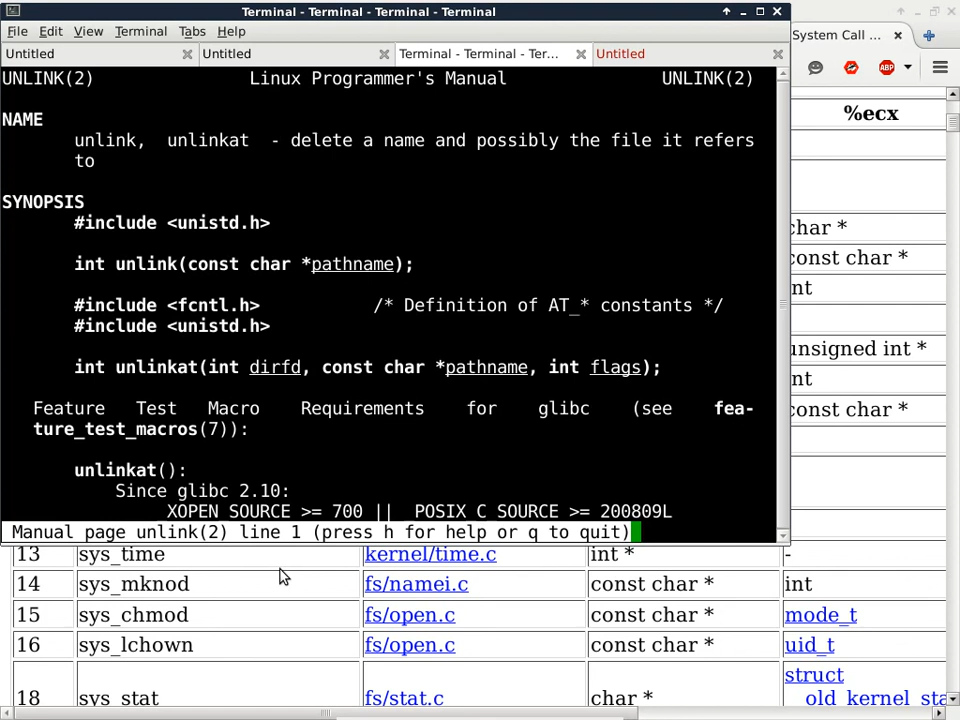 Terminal - Terminal - Terminal - Terminal
File Edit View Terminal Tabs Help
Untitled Untitled Terminal - Terminal - Ter... Untitled
UNLINK(2) Linux Programmer's Manual UNLINK(2)
NAME
unlink, unlinkat - delete a name and possibly the file it refers
to
SYNOPSIS
#include <unistd.h>
int unlink(const char *pathname);
#include <fcntl.h> /* Definition of AT_* constants */
#include <unistd.h>
int unlinkat(int dirfd, const char *pathname, int flags);
Feature Test Macro Requirements for glibc (see fea-
ture_test_macros(7)):
unlinkat():
Since glibc 2.10:
_XOPEN_SOURCE >= 700 || _POSIX_C_SOURCE >= 200809L
Manual page unlink(2) line 1 (press h for help or q to quit)
System Call ...
ABP
%ecx
char *
const char *
int
unsigned int *
int
const char *
13 sys_time kernel/time.c int * -
14 sys_mknod fs/namei.c const char * int
15 sys_chmod fs/open.c const char * mode_t
16 sys_lchown fs/open.c const char * uid_t
18 sys_stat fs/stat.c char * struct
__old_kernel_sta